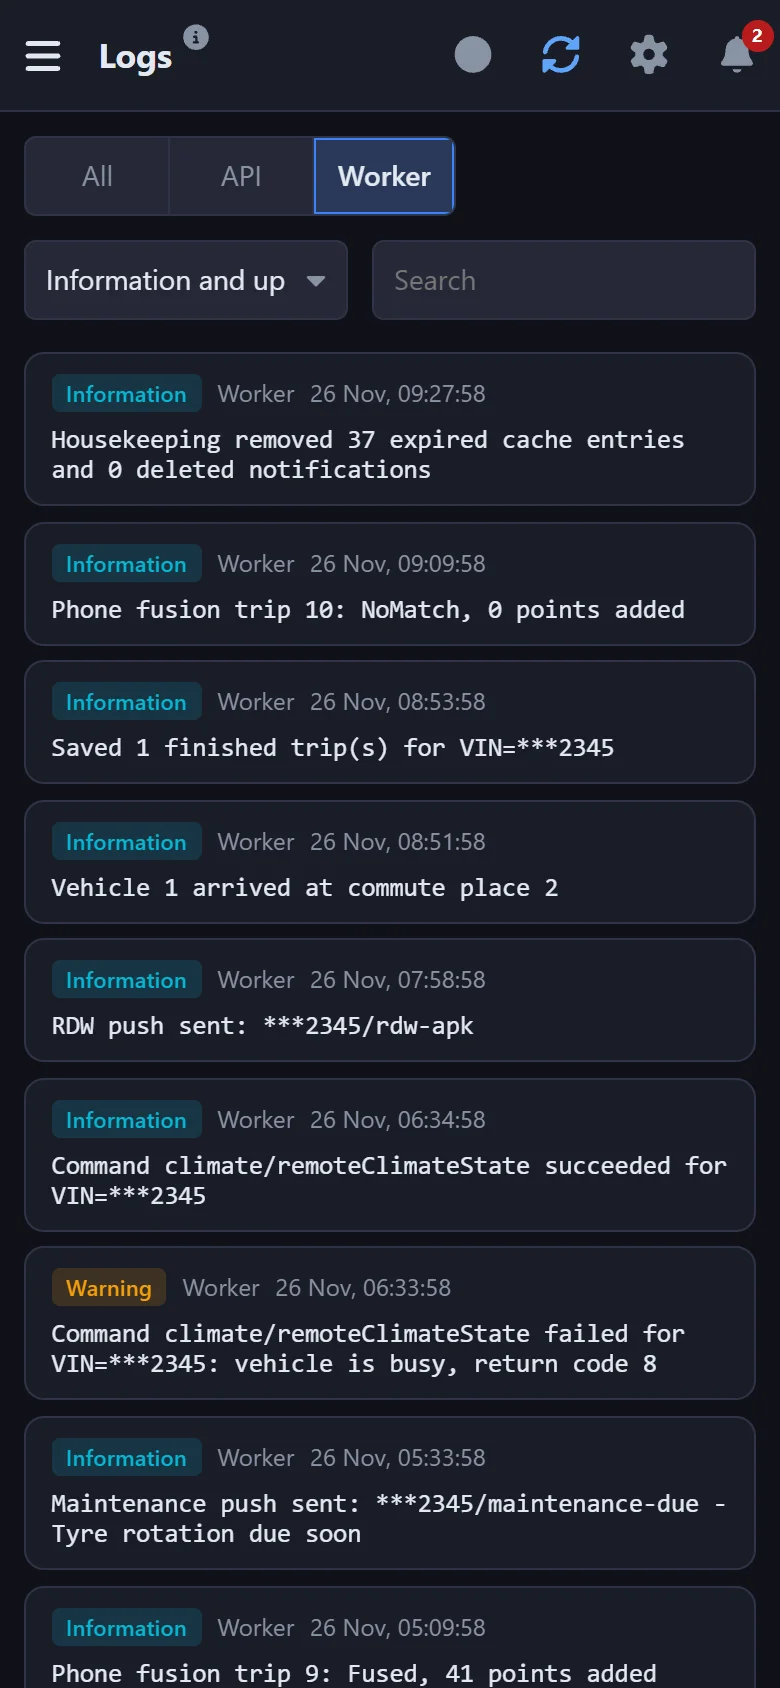 Logs
2
All
API
Worker
Information and up
Search
Information Worker 26 Nov, 09:27:58
Housekeeping removed 37 expired cache entries
and 0 deleted notifications
Information Worker 26 Nov, 09:09:58
Phone fusion trip 10: NoMatch, 0 points added
Information Worker 26 Nov, 08:53:58
Saved 1 finished trip(s) for VIN=***2345
Information Worker 26 Nov, 08:51:58
Vehicle 1 arrived at commute place 2
Information Worker 26 Nov, 07:58:58
RDW push sent: ***2345/rdw-apk
Information Worker 26 Nov, 06:34:58
Command climate/remoteClimateState succeeded for
VIN=***2345
Warning Worker 26 Nov, 06:33:58
Command climate/remoteClimateState failed for
VIN=***2345: vehicle is busy, return code 8
Information Worker 26 Nov, 05:33:58
Maintenance push sent: ***2345/maintenance-due -
Tyre rotation due soon
Information Worker 26 Nov, 05:09:58
Phone fusion trip 9: Fused, 41 points added